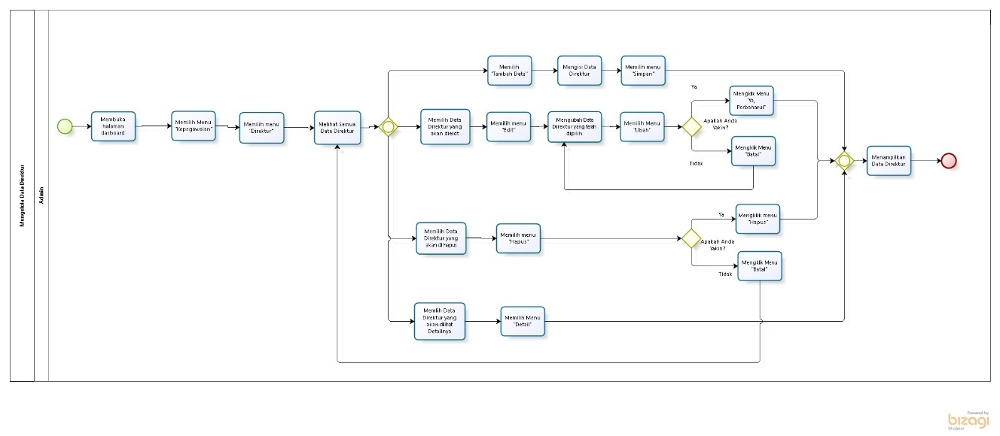 Mengelola Data Direktur
Admin
Membuka
halaman
dasboard
Memilih Menu
"Kepegawaian"
Memilih menu
"Direktur"
Melihat Semua
Data Direktur
Memilih
"Tambah Data"
Mengisi Data
Direktur
Memilih menu
"Simpan"
Memilih Data
Direktur yang
akan dieidt
Memilih menu
"Edit"
Mengubah Data
Direktur yang telah
dipilih
Memilih Menu
"Ubah"
Apakah Anda
Yakin?
Ya
Mengklik Menu
"Ya,
Perbaharui"
Tidak
Mengklik Menu
"Batal"
Memilih Data
Direktur yang
akan dihapus
Memilih menu
"Hapus"
Apakah Anda
Yakin?
Ya
Mengklik menu
"Hapus"
Tidak
Mengklik Menu
"Batal"
Memlih Data
Direktur yang
akan dilihat
Detailnya
Memilih Menu
"Detail"
Menampilkan
Data Direktur
Powered by
bizagi
Modeler